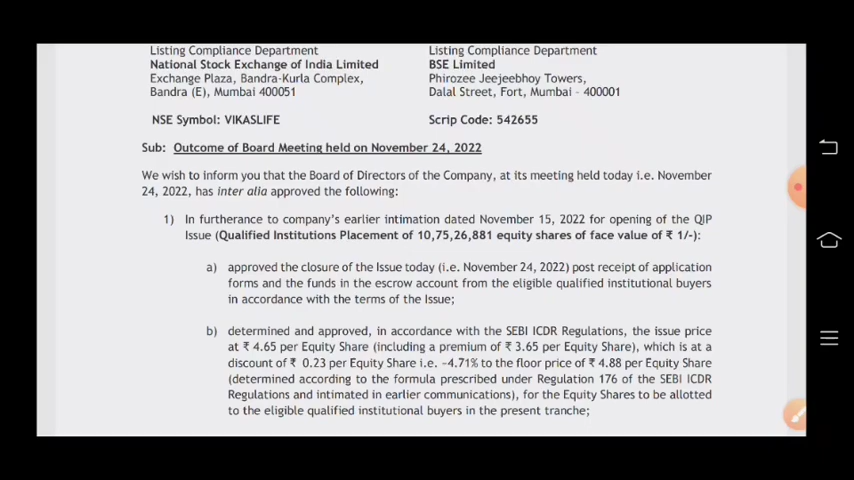 Listing Compliance Department
National Stock Exchange of India Limited
Exchange Plaza, Bandra-Kurla Complex,
Bandra (E), Mumbai 400051
NSE Symbol: VIKASLIFE
Listing Compliance Department
BSE Limited
Phirozee Jeejeebhoy Towers,
Dalal Street, Fort, Mumbai – 400001
Scrip Code: 542655
Sub: Outcome of Board Meeting held on November 24, 2022
We wish to inform you that the Board of Directors of the Company, at its meeting held today i.e. November
24, 2022, has inter alia approved the following:
1) In furtherance to company's earlier intimation dated November 15, 2022 for opening of the QIP
Issue (Qualified Institutions Placement of 10,75,26,881 equity shares of face value of ₹ 1/-):
a) approved the closure of the Issue today (i.e. November 24, 2022) post receipt of application
forms and the funds in the escrow account from the eligible qualified institutional buyers
in accordance with the terms of the Issue;
b) determined and approved, in accordance with the SEBI ICDR Regulations, the issue price
at ₹ 4.65 per Equity Share (including a premium of ₹ 3.65 per Equity Share), which is at a
discount of ₹ 0.23 per Equity Share i.e. ~4.71% to the floor price of ₹ 4.88 per Equity Share
(determined according to the formula prescribed under Regulation 176 of the SEBI ICDR
Regulations and intimated in earlier communications), for the Equity Shares to be allotted
to the eligible qualified institutional buyers in the present tranche;